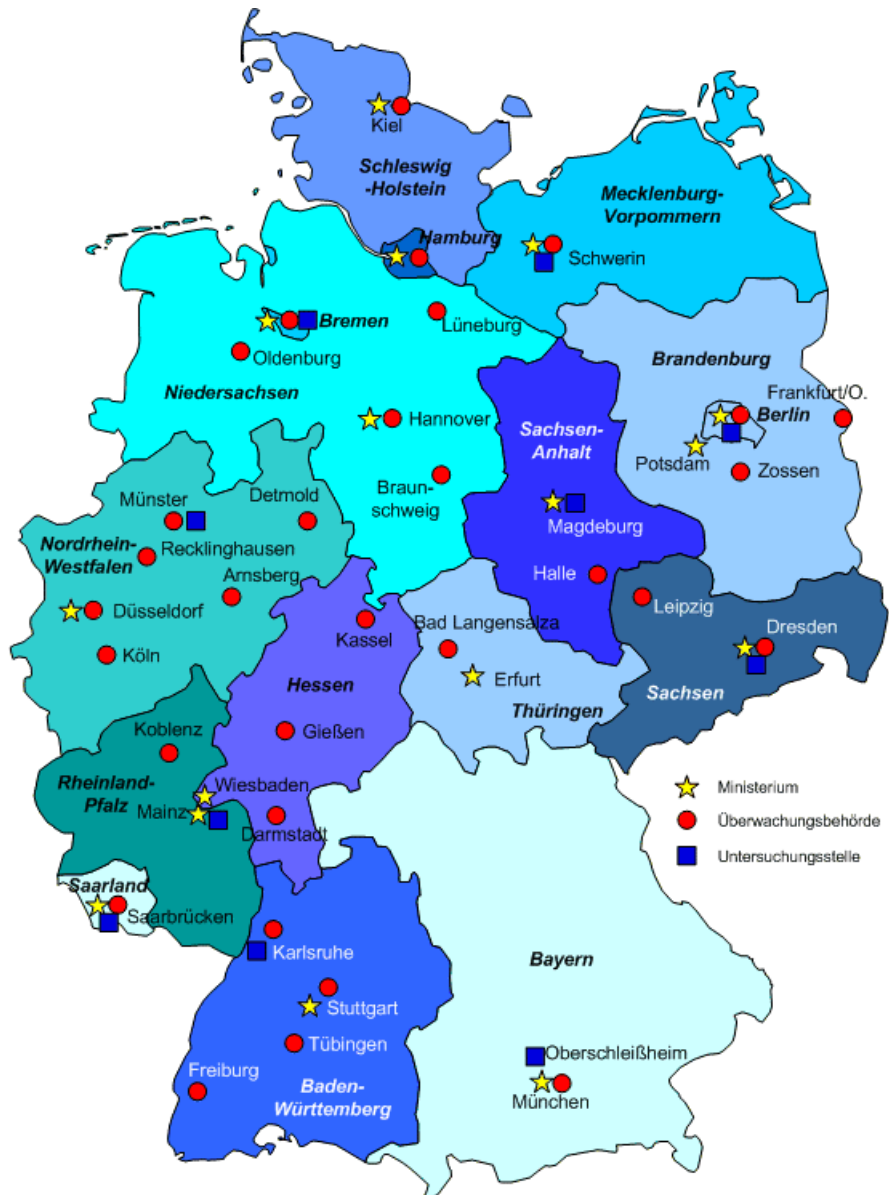 Kiel
Schleswig
-Holstein
Mecklenburg-
Vorpommern
Hamburg
Schwerin
Lüneburg
Bremen
Oldenburg
Brandenburg
Niedersachsen
Frankfurt/O.
Berlin
Hannover
Sachsen-
Anhalt
Potsdam
Zossen
Braun-
schweig
Münster
Detmold
Magdeburg
Nordrhein-
Westfalen
Recklinghausen
Arnsberg
Halle
Düsseldorf
Leipzig
Bad Langensalza
Kassel
Dresden
Köln
Hessen
Erfurt
Sachsen
Thüringen
Koblenz
Gießen
Rheinland-
Pfalz
Wiesbaden
Mainz
Darmstadt
Ministerium
Überwachungsbehörde
Untersuchungsstelle
Saarland
Saarbrücken
Karlsruhe
Bayern
Stuttgart
Tübingen
Oberschleißheim
Freiburg
Baden-
Württemberg
München